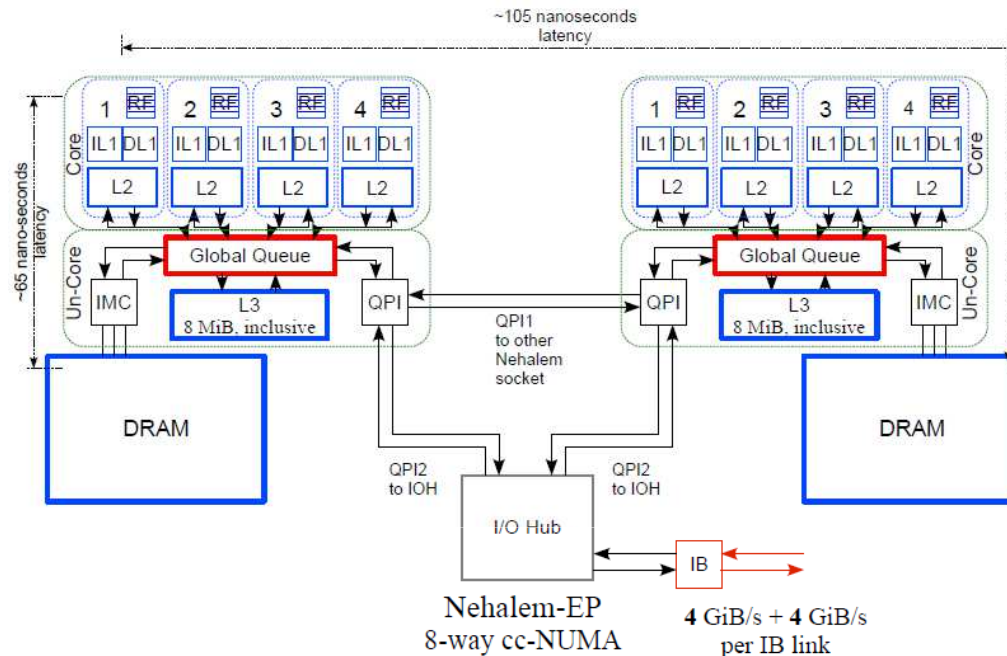 ~105 nanoseconds
latency
~65 nano-seconds
latency
Core
1 RF
2 RF
3 RF
4 RF
IL1 DL1
IL1 DL1
IL1 DL1
IL1 DL1
L2
L2
L2
L2
Un-Core
Global Queue
IMC
L3
8 MiB, inclusive
QPI
DRAM
1 RF
2 RF
3 RF
4 RF
Core
IL1 DL1
IL1 DL1
IL1 DL1
IL1 DL1
L2
L2
L2
L2
Un-Core
Global Queue
QPI
L3
8 MiB, inclusive
IMC
DRAM
QPI1
to other
Nehalem
socket
QPI2
to IOH
QPI2
to IOH
I/O Hub
IB
Nehalem-EP
8-way cc-NUMA
4 GiB/s + 4 GiB/s
per IB link